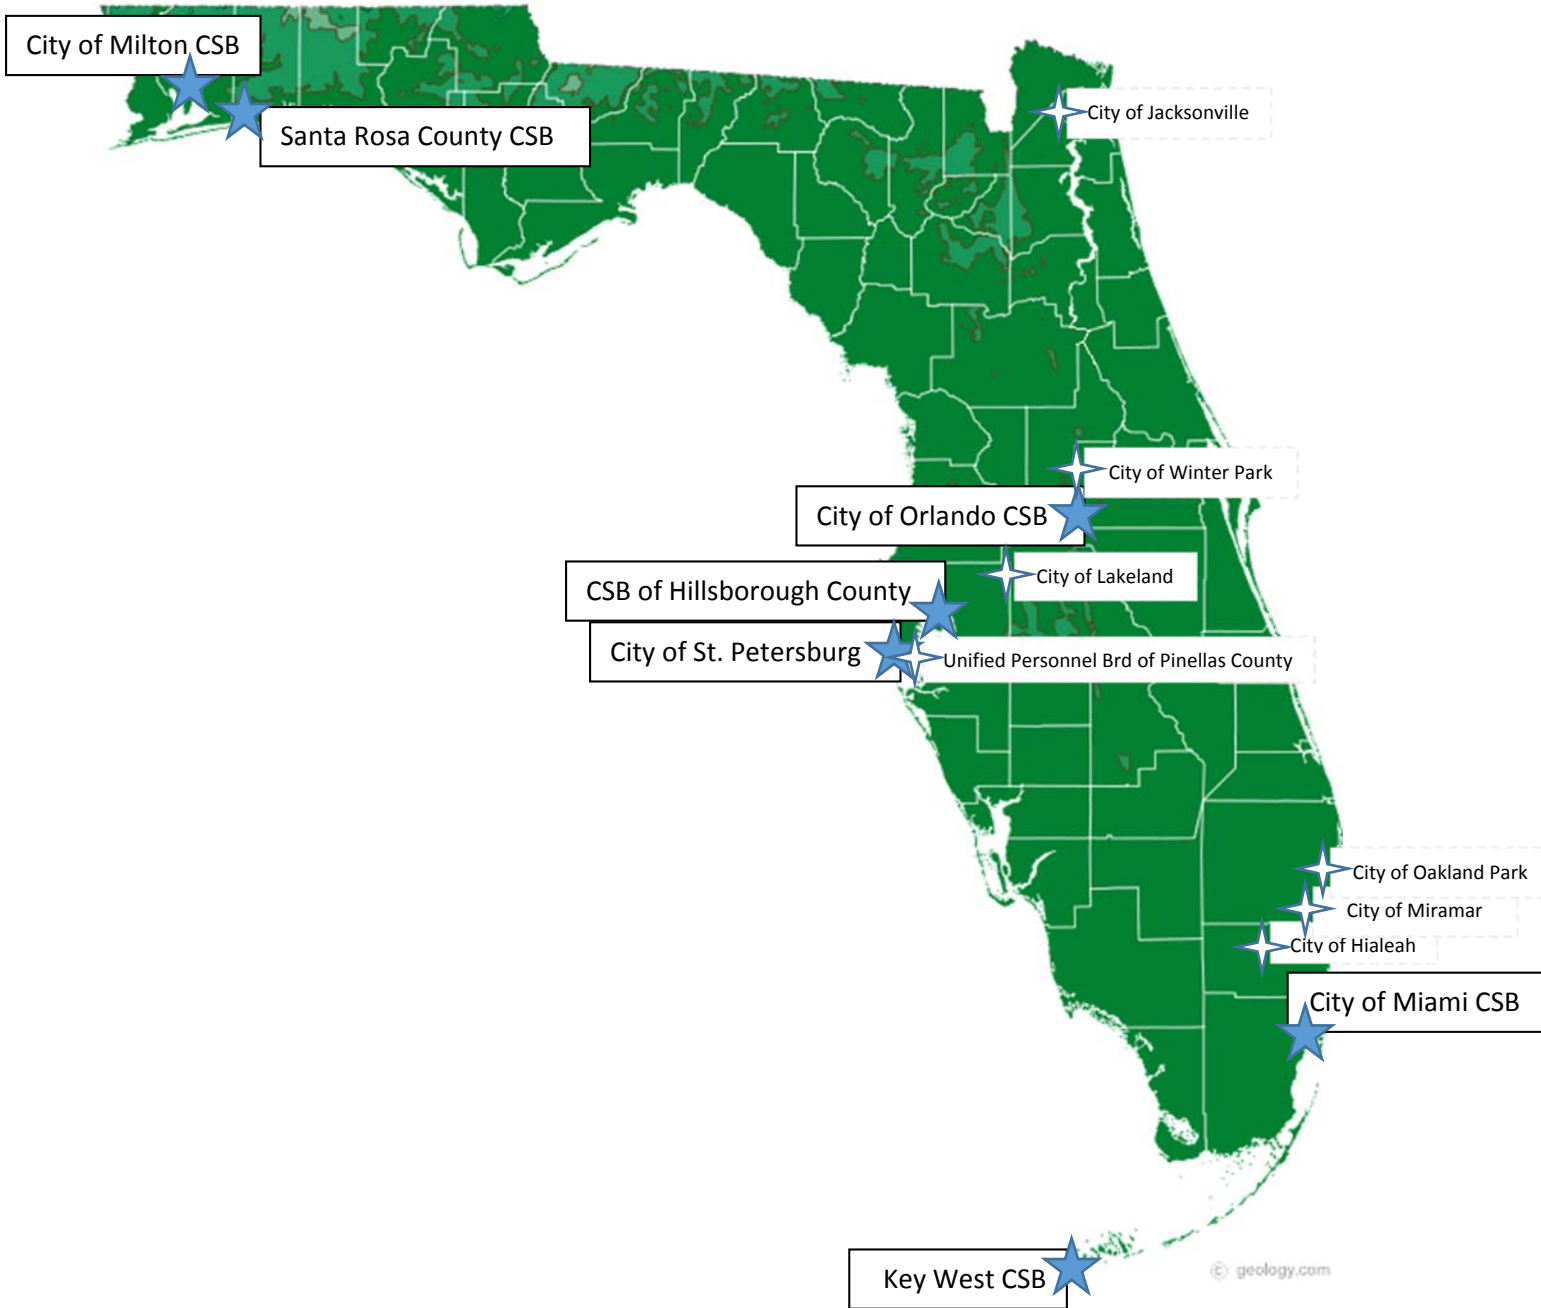 City of Milton CSB
City of Jacksonville
Santa Rosa County CSB
City of Winter Park
City of Orlando CSB
City of Lakeland
CSB of Hillsborough County
City of St. Petersburg
Unified Personnel Brd of Pinellas County
City of Oakland Park
City of Miramar
City of Hialeah
City of Miami CSB
Key West CSB
© geology.com